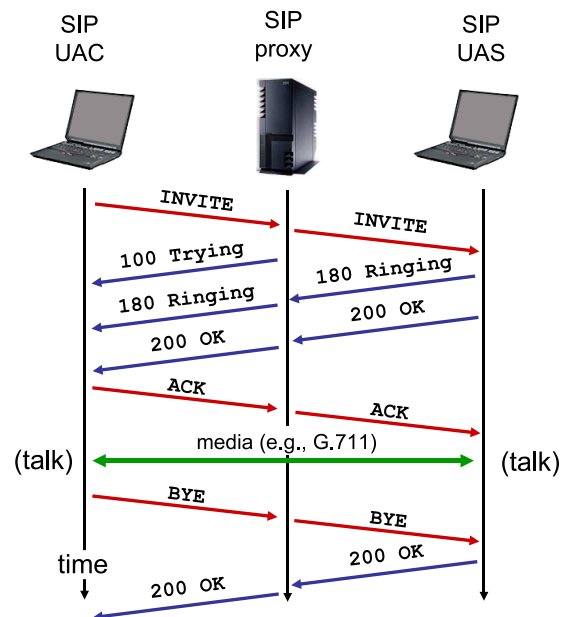 SIP
UAC
SIP
proxy
SIP
UAS
INVITE
INVITE
100 Trying
180 Ringing
180 Ringing
200 OK
200 OK
ACK
ACK
media (e.g., G.711)
(talk)
(talk)
BYE
BYE
time
200 OK
200 OK